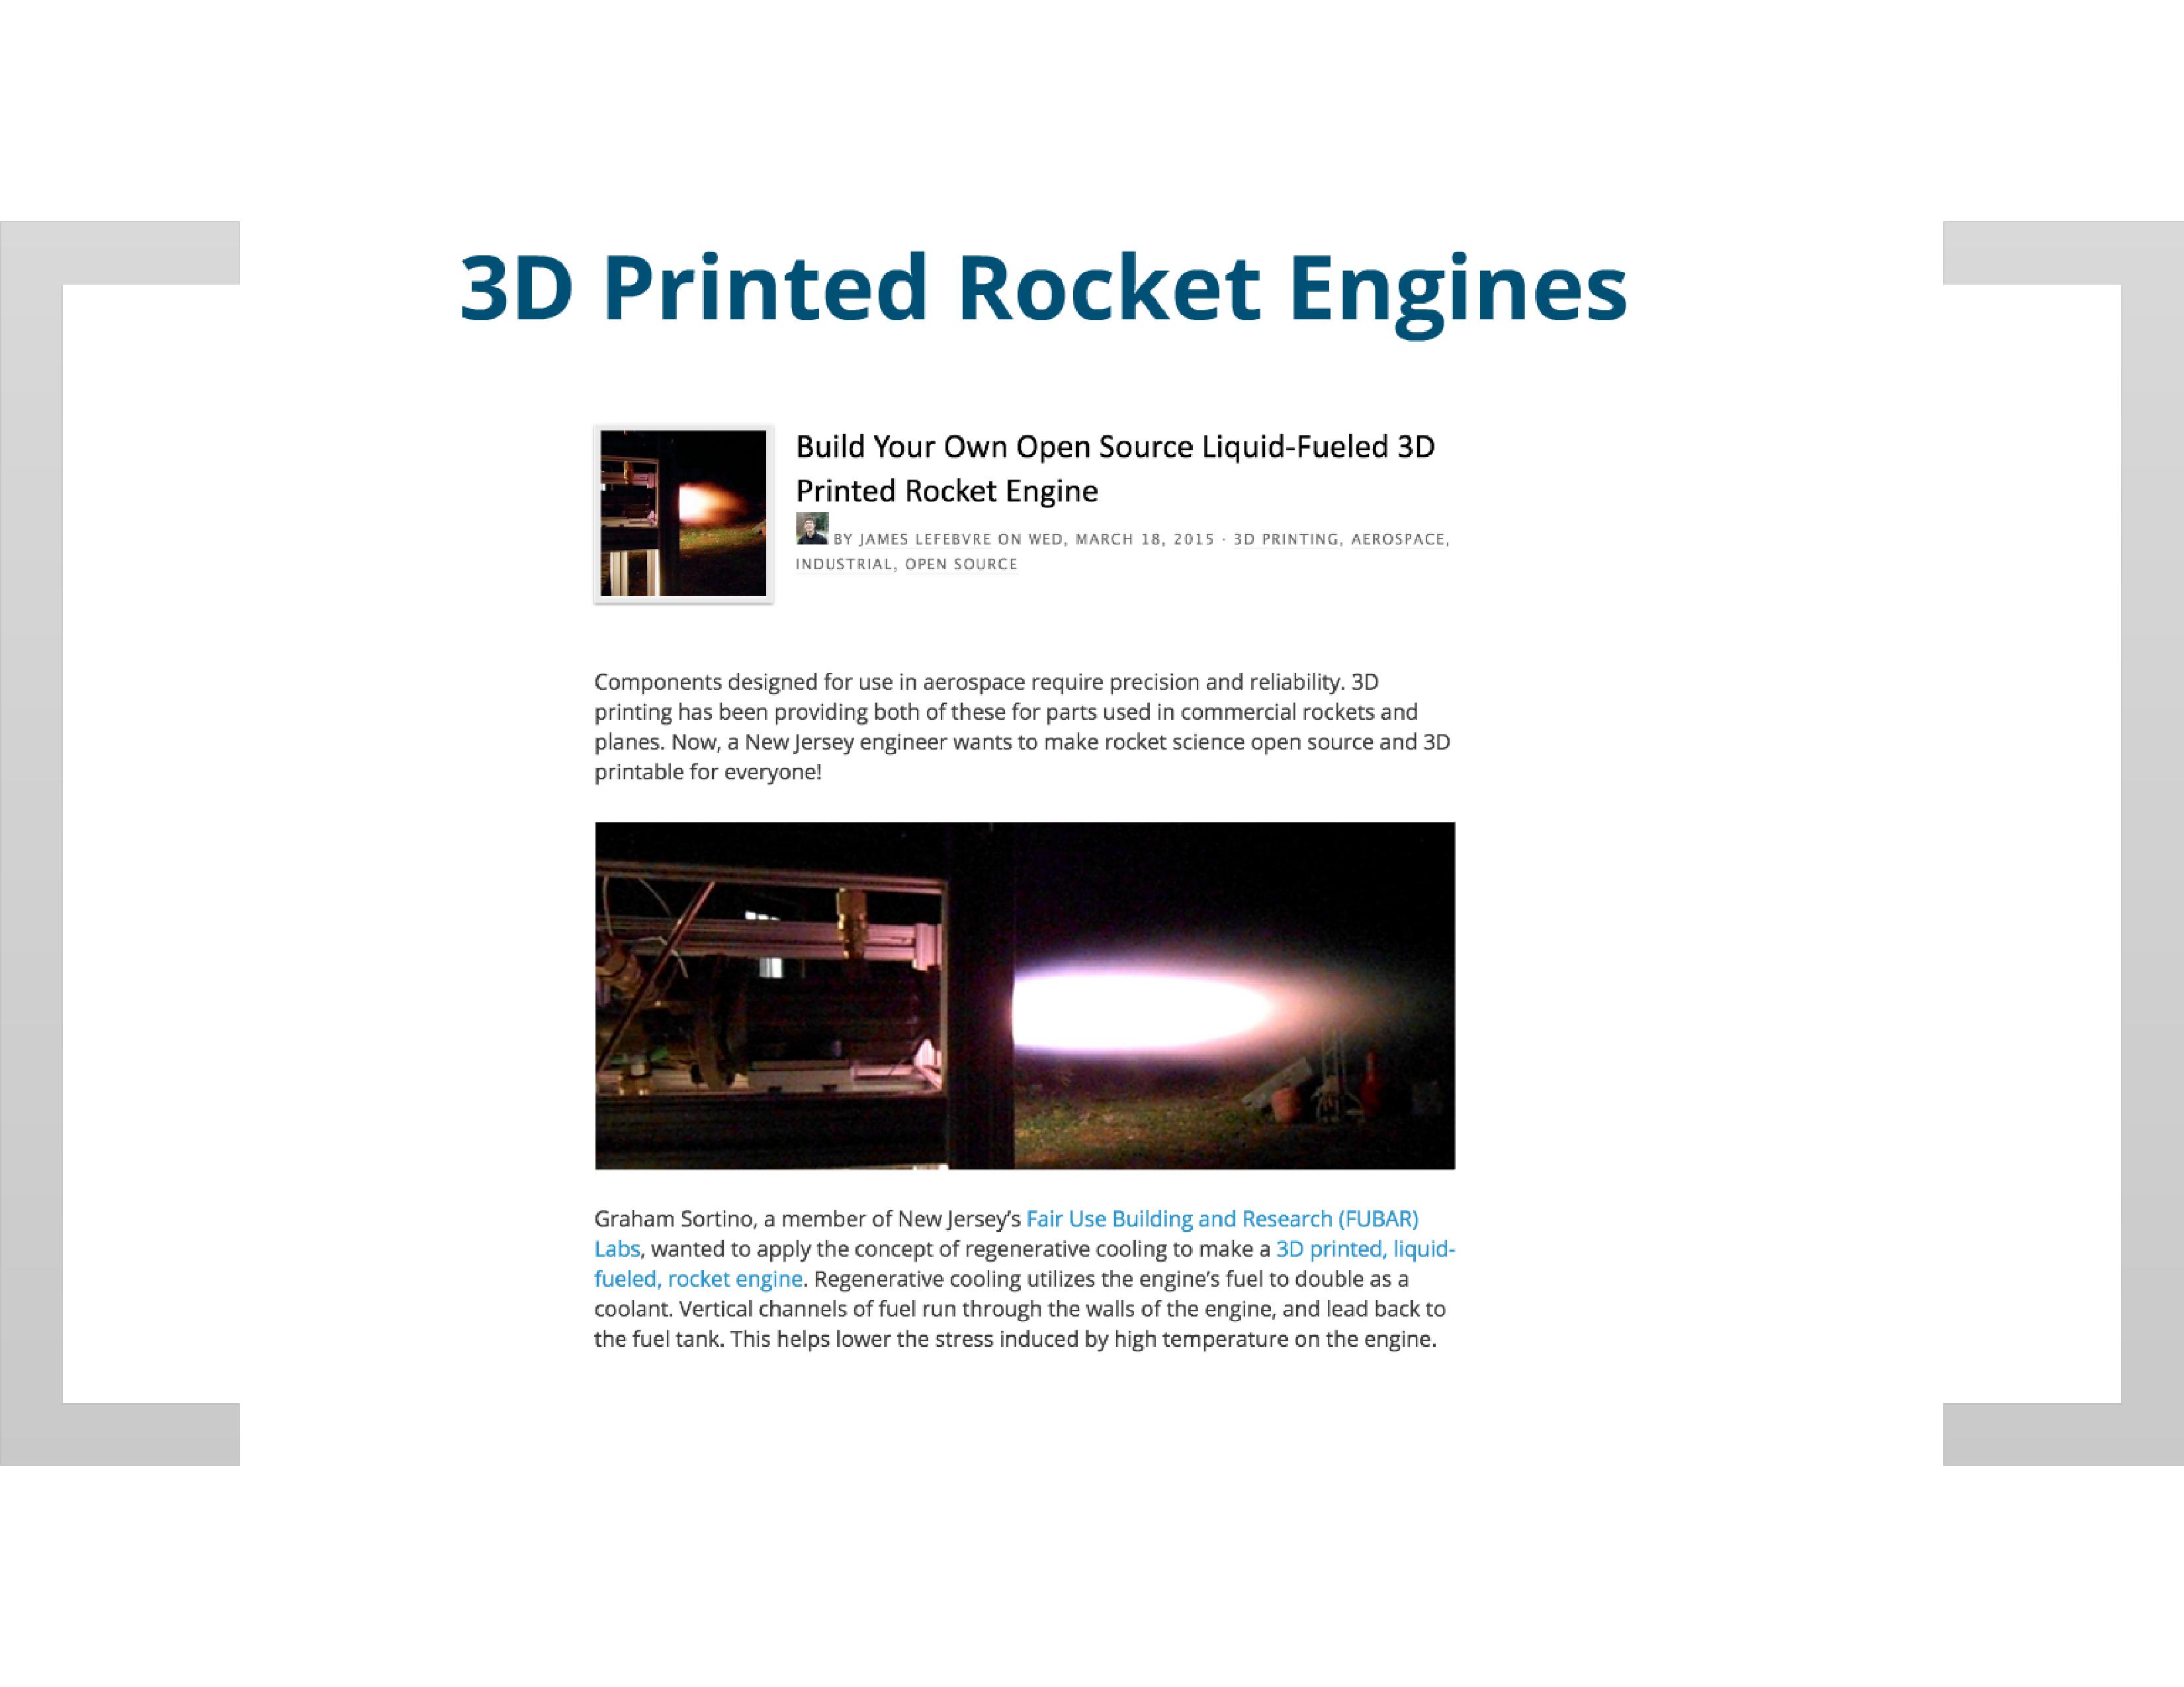 3D Printed Rocket Engines
Build Your Own Open Source Liquid-Fueled 3D
Printed Rocket Engine
BY JAMES LEFEBVRE ON WED, MARCH 18, 2015 · 3D PRINTING, AEROSPACE,
INDUSTRIAL, OPEN SOURCE
Components designed for use in aerospace require precision and reliability. 3D
printing has been providing both of these for parts used in commercial rockets and
planes. Now, a New Jersey engineer wants to make rocket science open source and 3D
printable for everyone!
Graham Sortino, a member of New Jersey’s Fair Use Building and Research (FUBAR)
Labs, wanted to apply the concept of regenerative cooling to make a 3D printed, liquid-
fueled, rocket engine. Regenerative cooling utilizes the engine’s fuel to double as a
coolant. Vertical channels of fuel run through the walls of the engine, and lead back to
the fuel tank. This helps lower the stress induced by high temperature on the engine.